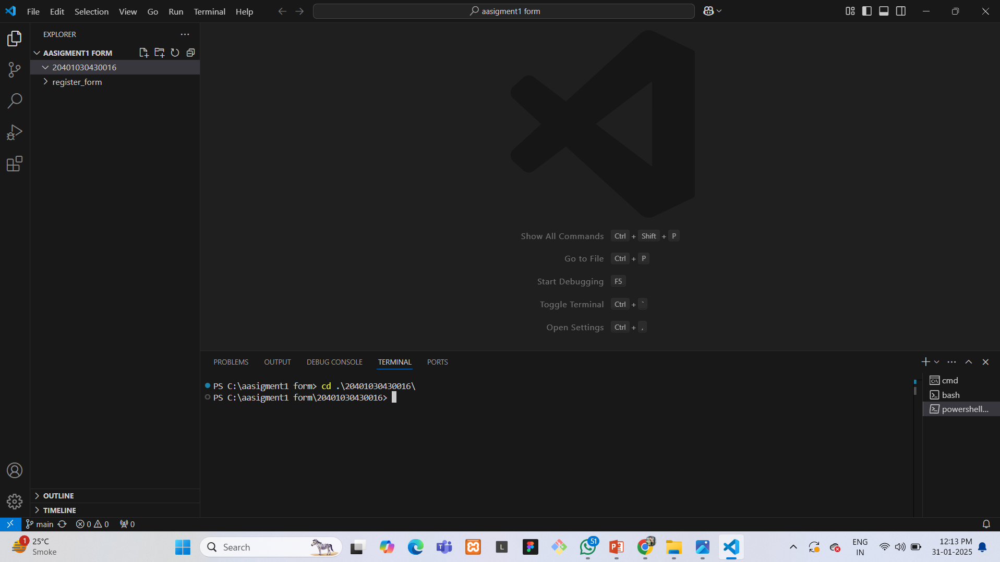 File Edit Selection View Go Run Terminal Help
aasigment1 form
EXPLORER
AASIGMENT1 FORM
20401030430016
register_form
Show All Commands Ctrl + Shift + P
Go to File Ctrl + P
Start Debugging F5
Toggle Terminal Ctrl + `
Open Settings Ctrl + ,
PROBLEMS OUTPUT DEBUG CONSOLE TERMINAL PORTS
PS C:\aasigment1 form> cd .\20401030430016\
PS C:\aasigment1 form\20401030430016>
cmd
bash
powershell...
OUTLINE
TIMELINE
main 0 0 0
1
25°C
Smoke
Search
L
51
ENG
IN
12:13 PM
31-01-2025